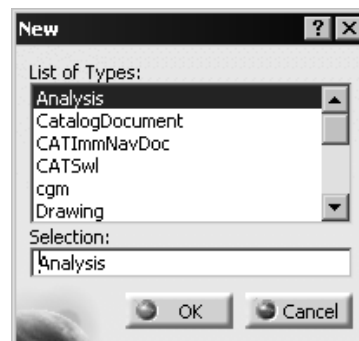 New
List of Types:
Analysis
CatalogDocument
CATImmNavDoc
CATSwl
cgm
Drawing
Selection:
Analysis
OK
Cancel